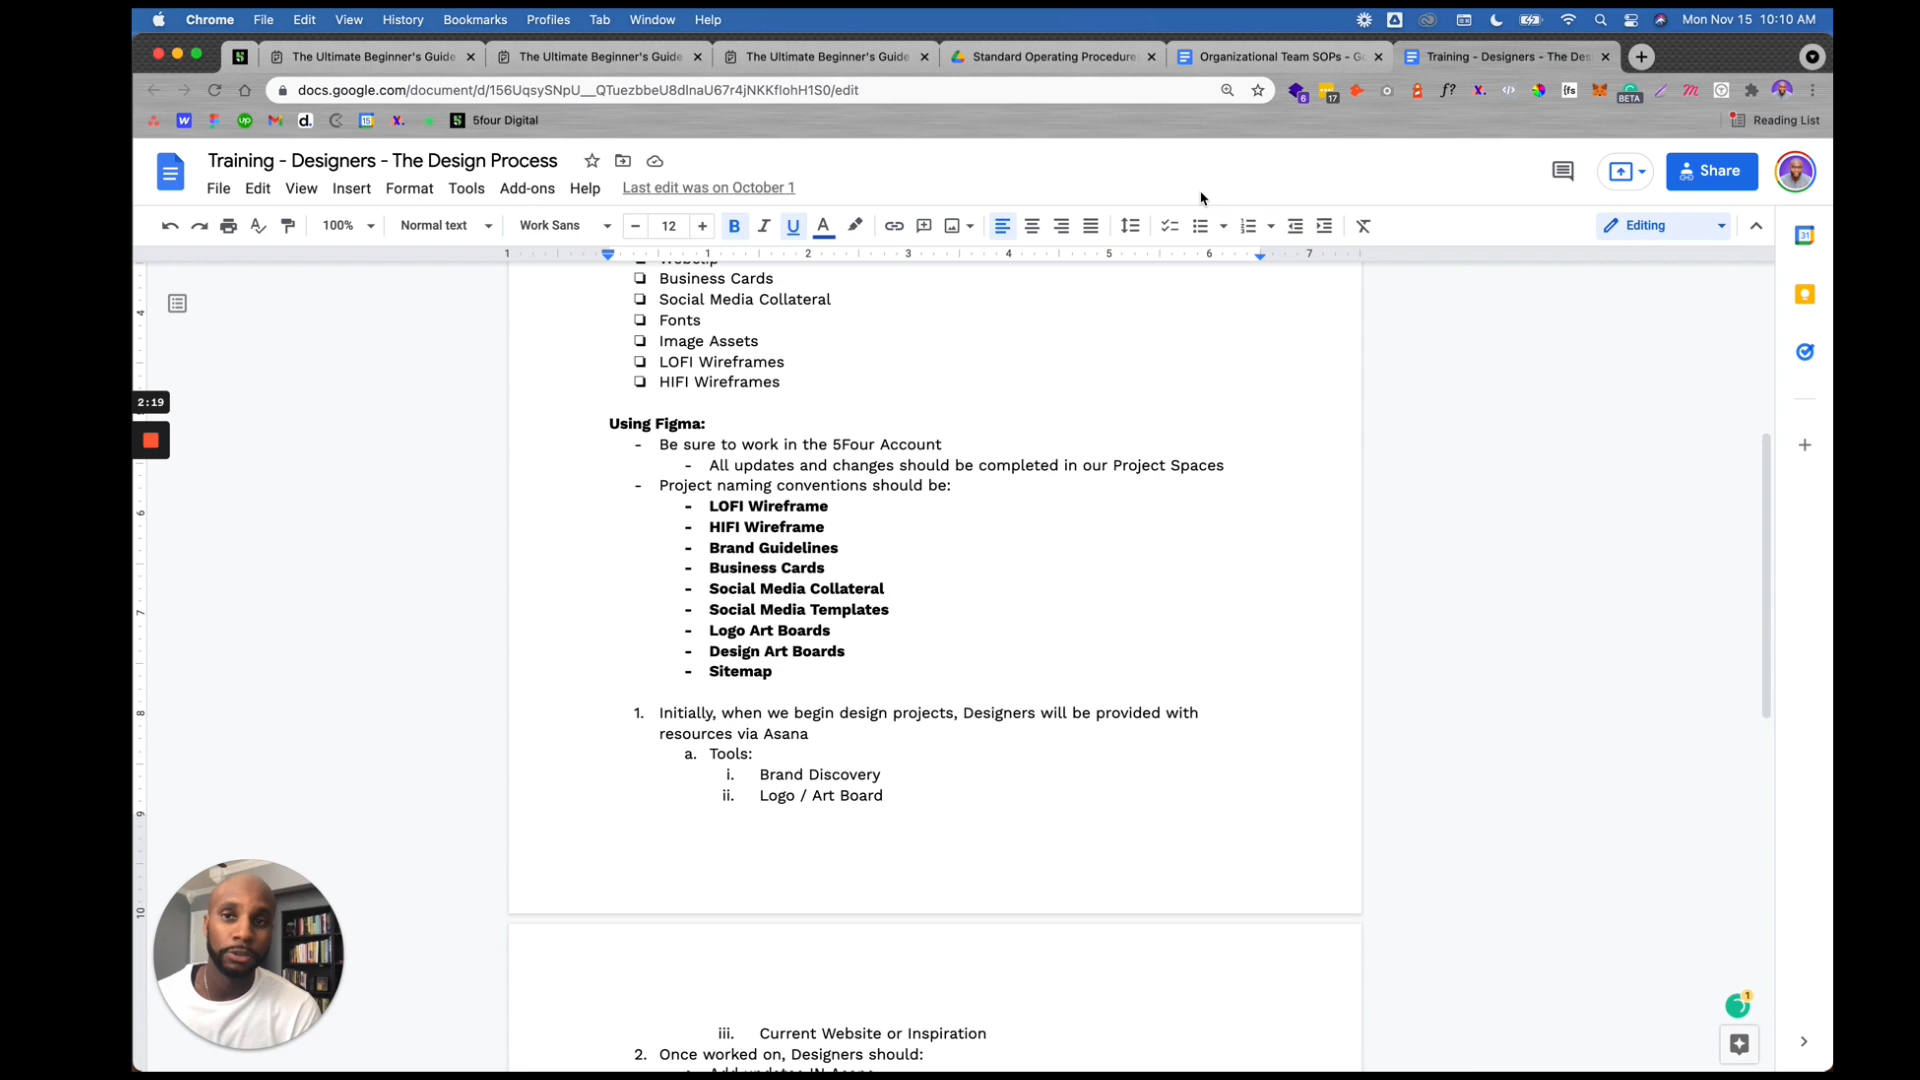 Chrome File Edit View History Bookmarks Profiles Tab Window Help Mon Nov 15 10:10 AM
The Ultimate Beginner's Guide The Ultimate Beginner's Guide The Ultimate Beginner's Guide Standard Operating Procedure Organizational Team SOPs - Go Training - Designers - The Des
docs.google.com/document/d/156UqsySNpU__QTuezbbeU8dInaU67r4jNKKflohH1S0/edit
6 17 BETA
5four Digital Reading List
Training - Designers - The Design Process
File Edit View Insert Format Tools Add-ons Help Last edit was on October 1
Share
100% Normal text Work Sans 12 B I U A Editing
1 1 2 3 4 5 6 7
❏ Business Cards
❏ Social Media Collateral
❏ Fonts
❏ Image Assets
❏ LOFI Wireframes
❏ HIFI Wireframes
2:19
Using Figma:
- Be sure to work in the 5Four Account
- All updates and changes should be completed in our Project Spaces
- Project naming conventions should be:
- LOFI Wireframe
- HIFI Wireframe
- Brand Guidelines
- Business Cards
- Social Media Collateral
- Social Media Templates
- Logo Art Boards
- Design Art Boards
- Sitemap
1. Initially, when we begin design projects, Designers will be provided with
resources via Asana
a. Tools:
i. Brand Discovery
ii. Logo / Art Board
iii. Current Website or Inspiration
2. Once worked on, Designers should: